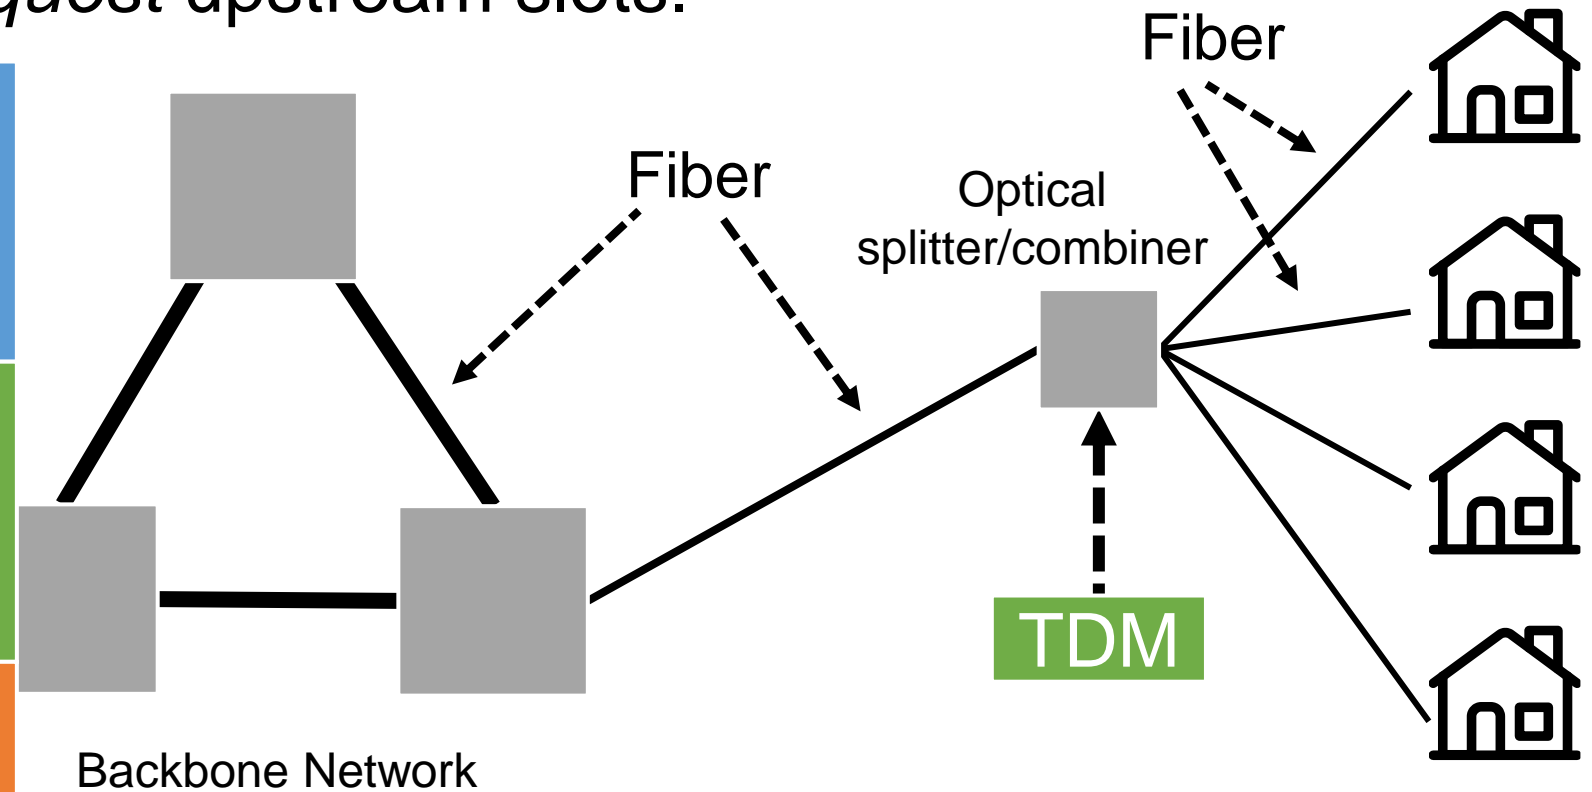 upstream slots.
Fiber
Fiber
Optical
splitter/combiner
TDM
Backbone Network